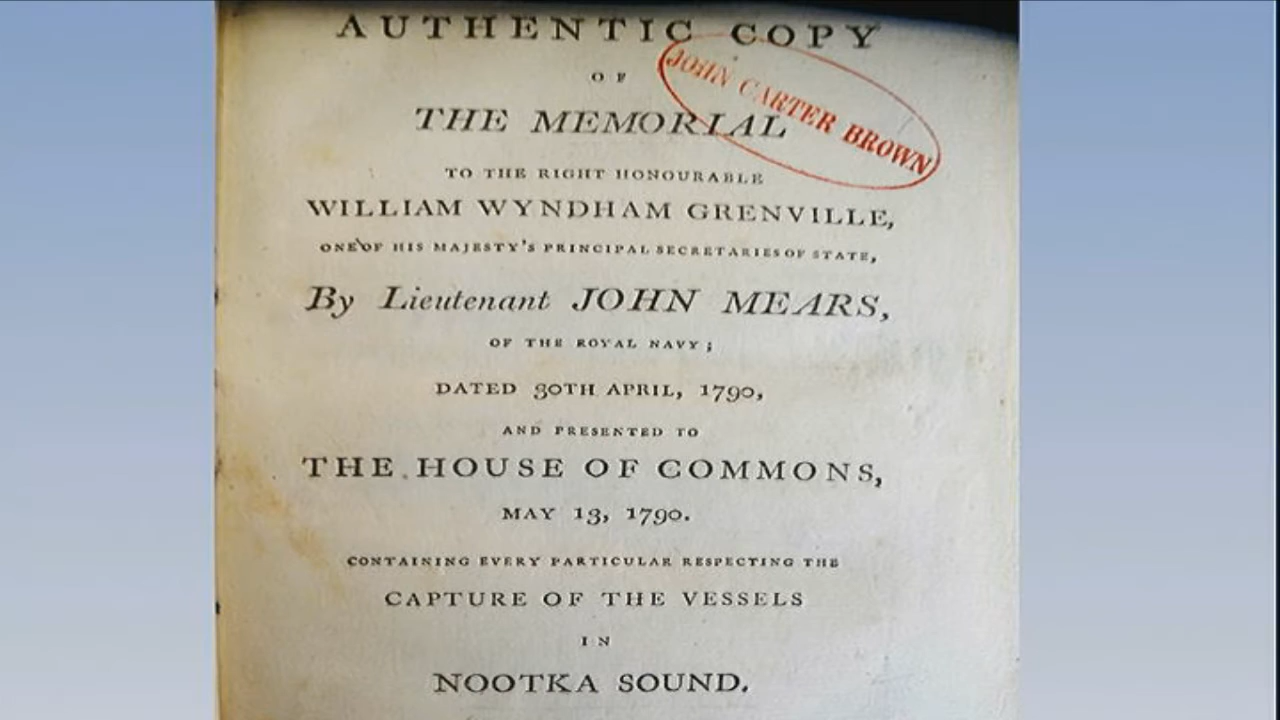 AUTHENTIC COPY
OF
THE MEMORIAL
JOHN CARTER BROWN
TO THE RIGHT HONOURABLE
WILLIAM WYNDHAM GRENVILLE,
ONE OF HIS MAJESTY'S PRINCIPAL SECRETARIES OF STATE,
By Lieutenant JOHN MEARS,
OF THE ROYAL NAVY;
DATED 30TH APRIL, 1790,
AND PRESENTED TO
THE HOUSE OF COMMONS,
MAY 13, 1790.
CONTAINING EVERY PARTICULAR RESPECTING THE
CAPTURE OF THE VESSELS
IN
NOOTKA SOUND.